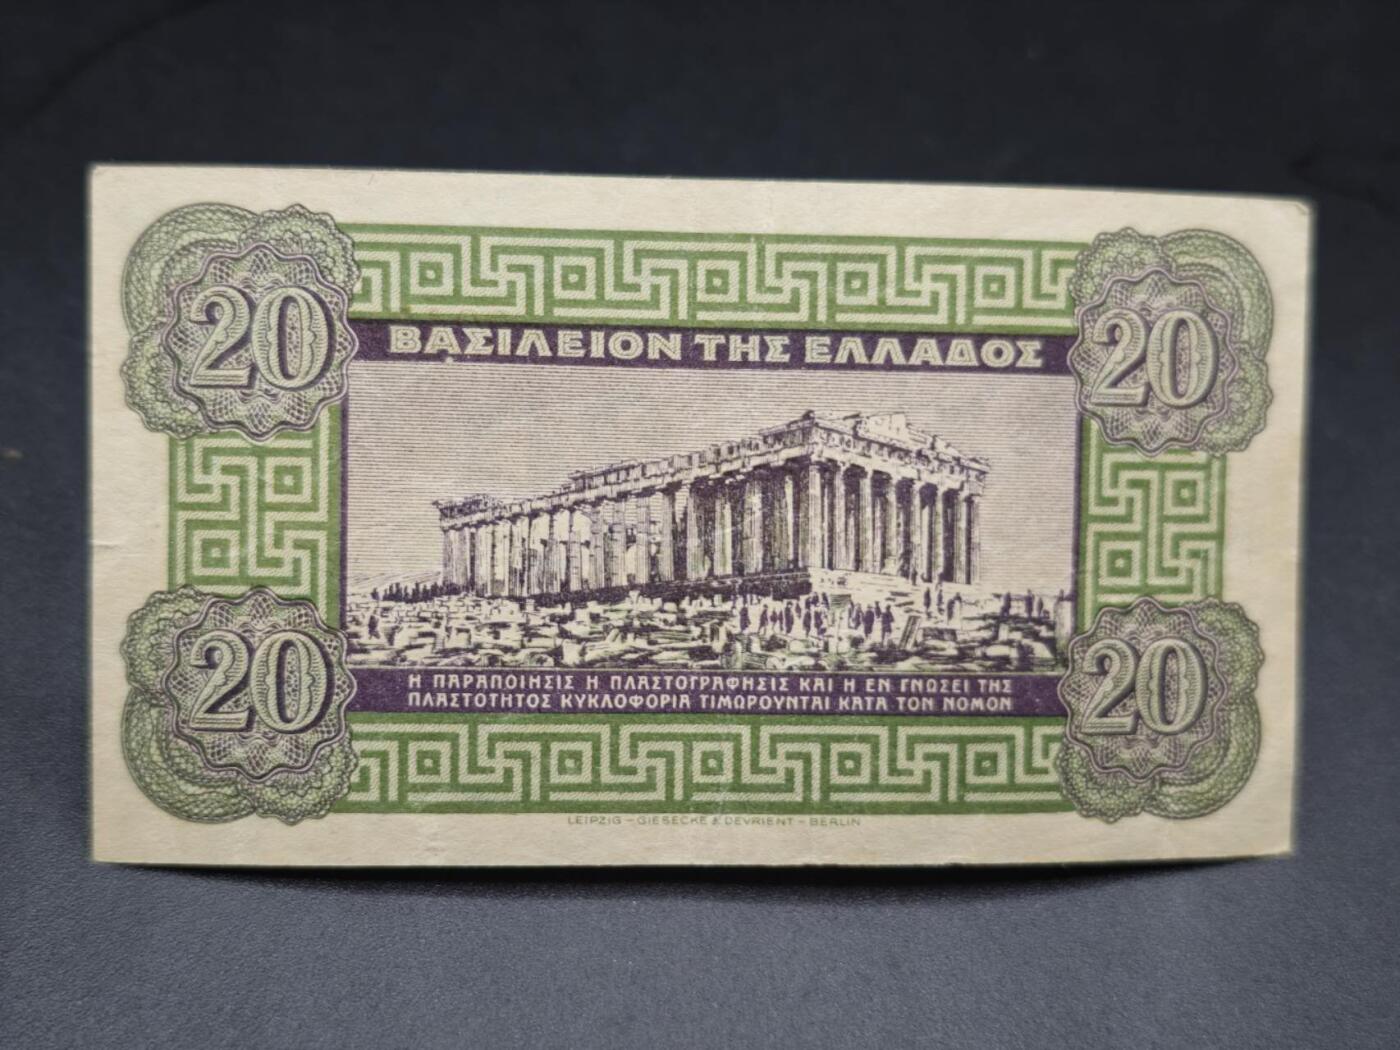 20 20
ΒΑΣΙΛΕΙΟΝ ΤΗΣ ΕΛΛΑΔΟΣ
20 20
Η ΠΑΡΑΠΟΙΗΣΙΣ Η ΠΛΑΣΤΟΓΡΑΦΗΣΙΣ ΚΑΙ Η ΕΝ ΓΝΩΣΕΙ ΤΗΣ
ΠΛΑΣΤΟΤΗΤΟΣ ΚΥΚΛΟΦΟΡΙΑ ΤΙΜΩΡΟΥΝΤΑΙ ΚΑΤΑ ΤΟΝ ΝΟΜΟΝ
LEIPZIG – GIESECKE & DEVRIENT – BERLIN